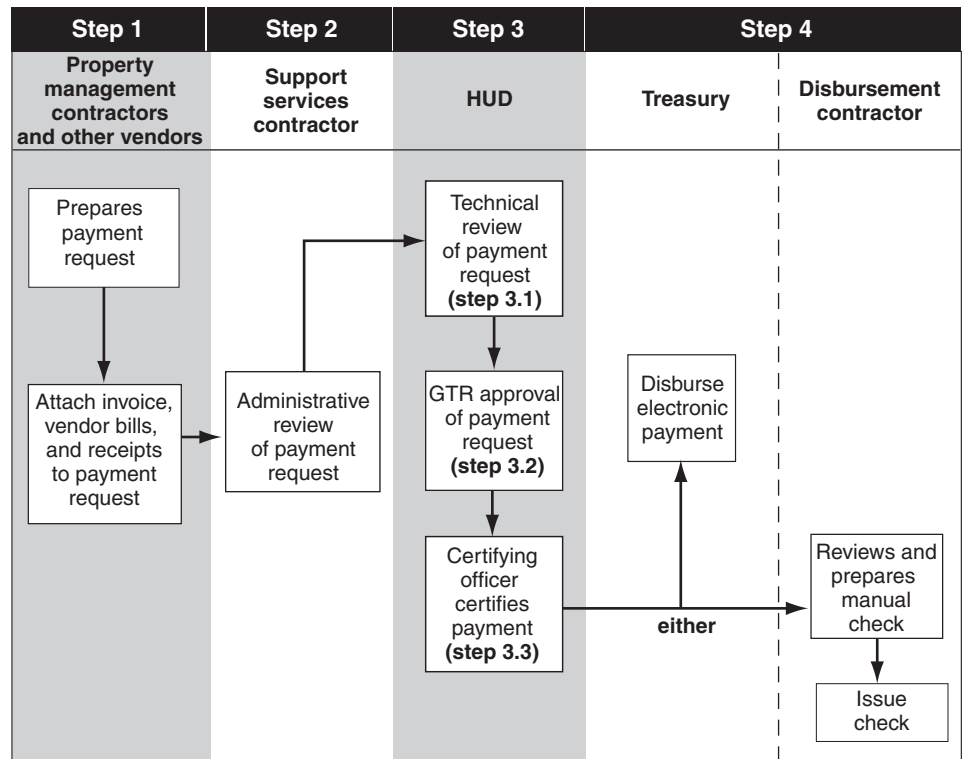 Step 1
Step 2
Step 3
Step 4
Property
management
contractors
and other vendors
Support
services
contractor
HUD
Treasury
Disbursement
contractor
Prepares
payment
request
Attach invoice,
vendor bills,
and receipts
to payment
request
Administrative
review
of payment
request
Technical
review
of payment
request
(step 3.1)
GTR approval
of payment
request
(step 3.2)
Certifying
officer
certifies
payment
(step 3.3)
either
Disburse
electronic
payment
Reviews and
prepares
manual
check
Issue
check